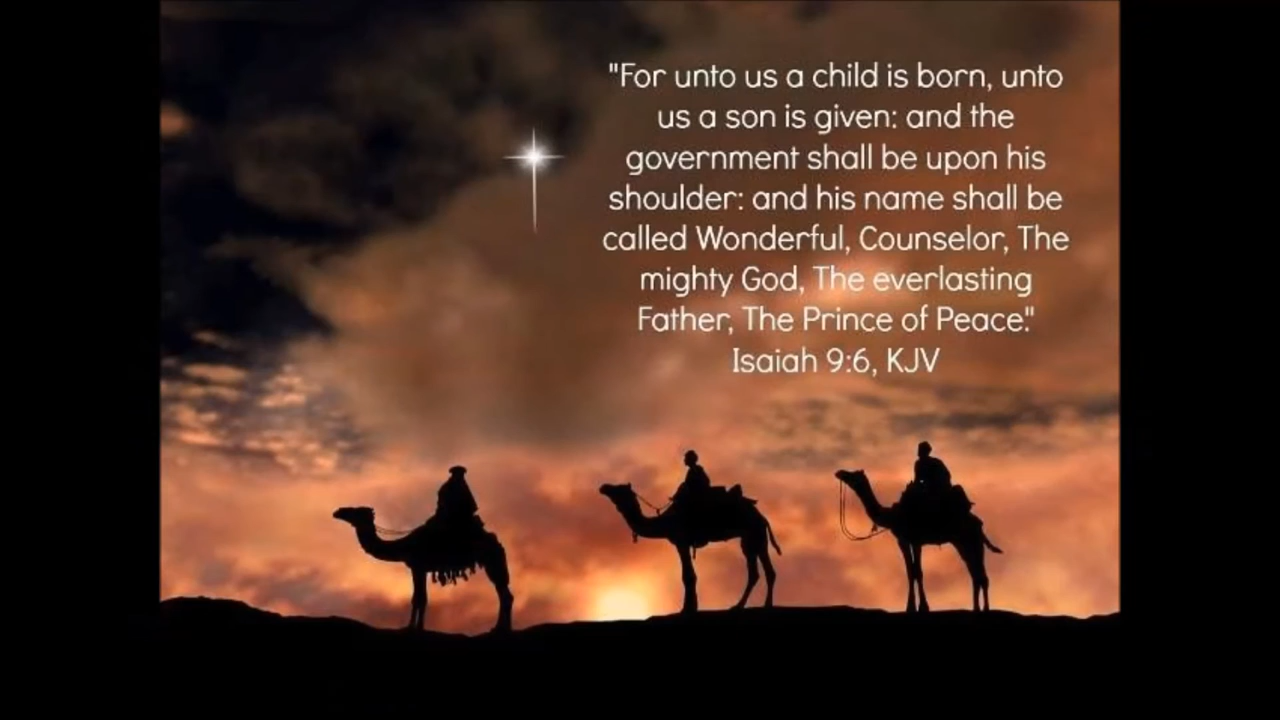 "For unto us a child is born, unto
us a son is given: and the
government shall be upon his
shoulder: and his name shall be
called Wonderful, Counselor, The
mighty God, The everlasting
Father, The Prince of Peace."
Isaiah 9:6, KJV